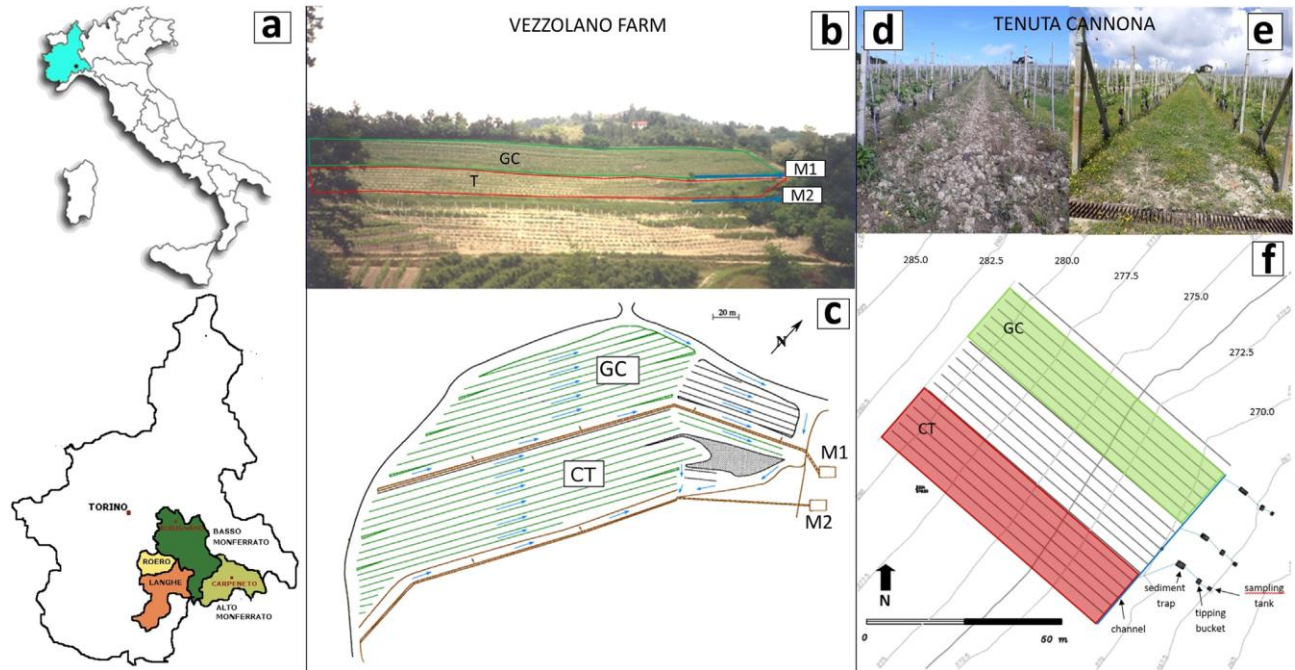 a
TORINO
BASSO
MONFERRATO
ROERO
LANGHE
CARPENETO
ALTO
MONFERRATO
VEZZOLANO FARM
b
GC
T
M1
M2
c
20 m
N
GC
CT
M1
M2
TENUTA CANNONA
d
e
f
285.0
282.5
280.0
277.5
275.0
272.5
270.0
GC
CT
N
0
50 m
sediment
trap
channel
tipping
bucket
sampling
tank